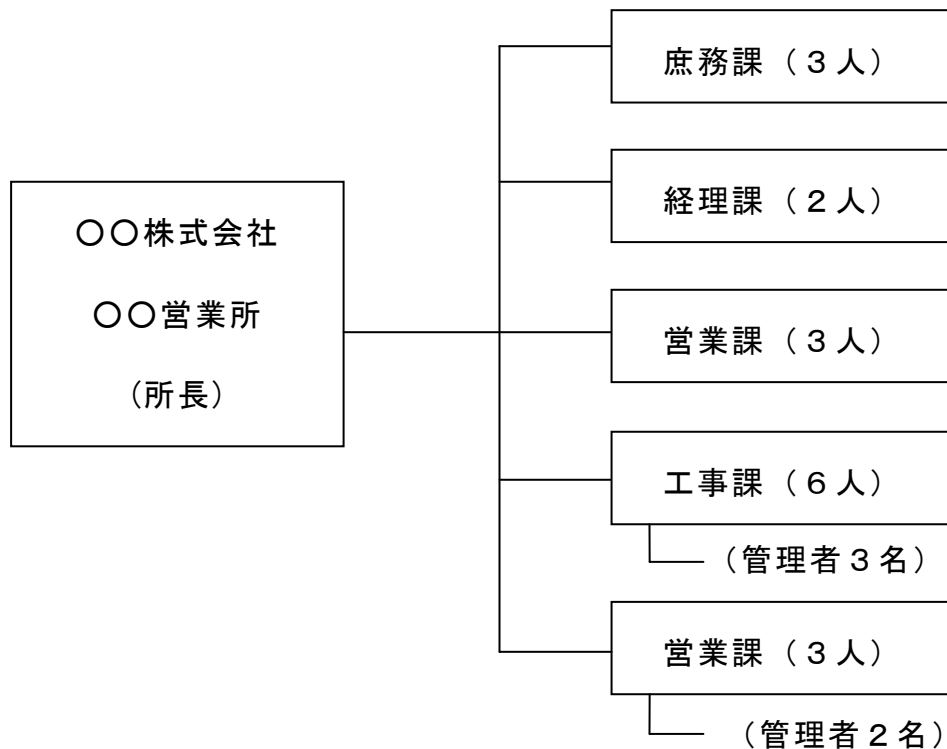 〇〇株式会社
〇〇営業所
（所長）
庶務課（３人）
経理課（２人）
営業課（３人）
工事課（６人）
（管理者３名）
営業課（３人）
（管理者２名）